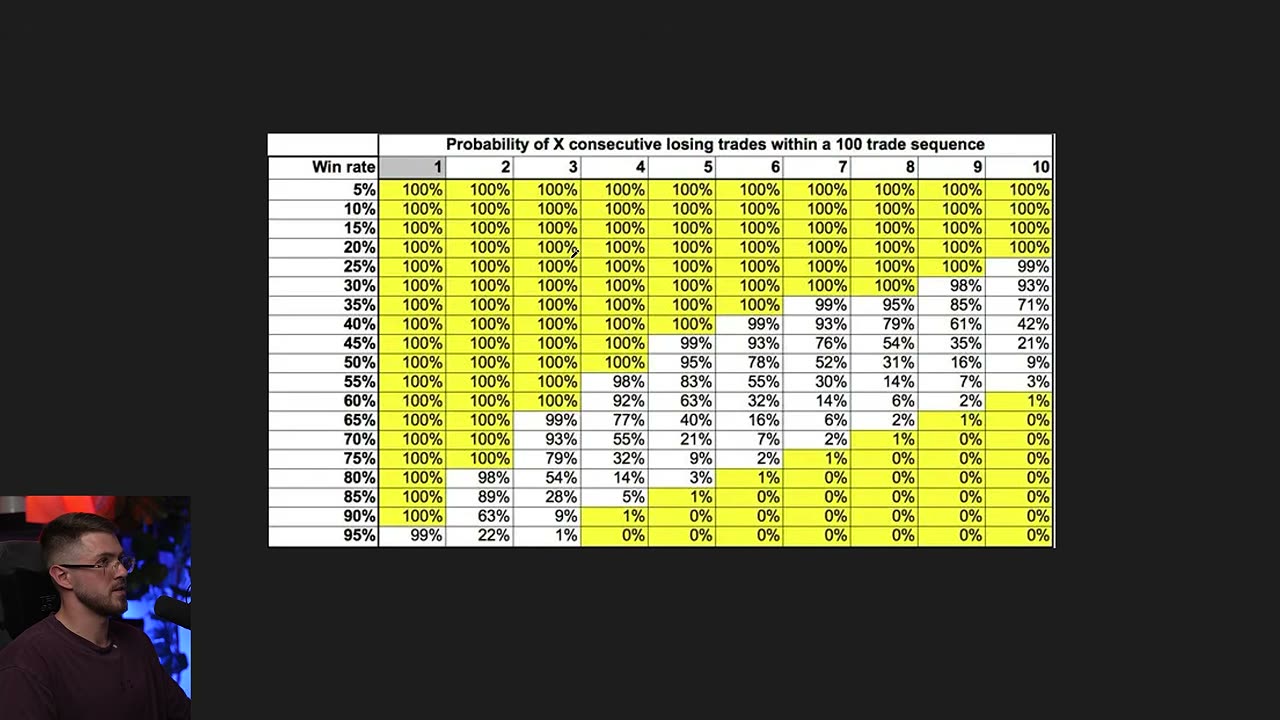 Probability of X consecutive losing trades within a 100 trade sequence
Win rate 1 2 3 4 5 6 7 8 9 10
5% 100% 100% 100% 100% 100% 100% 100% 100% 100% 100%
10% 100% 100% 100% 100% 100% 100% 100% 100% 100% 100%
15% 100% 100% 100% 100% 100% 100% 100% 100% 100% 100%
20% 100% 100% 100% 100% 100% 100% 100% 100% 100% 100%
25% 100% 100% 100% 100% 100% 100% 100% 100% 100% 99%
30% 100% 100% 100% 100% 100% 100% 100% 100% 98% 93%
35% 100% 100% 100% 100% 100% 100% 99% 95% 85% 71%
40% 100% 100% 100% 100% 100% 99% 93% 79% 61% 42%
45% 100% 100% 100% 100% 99% 93% 76% 54% 35% 21%
50% 100% 100% 100% 100% 95% 78% 52% 31% 16% 9%
55% 100% 100% 100% 98% 83% 55% 30% 14% 7% 3%
60% 100% 100% 100% 92% 63% 32% 14% 6% 2% 1%
65% 100% 100% 99% 77% 40% 16% 6% 2% 1% 0%
70% 100% 100% 93% 55% 21% 7% 2% 1% 0% 0%
75% 100% 100% 79% 32% 9% 2% 1% 0% 0% 0%
80% 100% 98% 54% 14% 3% 1% 0% 0% 0% 0%
85% 100% 89% 28% 5% 1% 0% 0% 0% 0% 0%
90% 100% 63% 9% 1% 0% 0% 0% 0% 0% 0%
95% 99% 22% 1% 0% 0% 0% 0% 0% 0% 0%